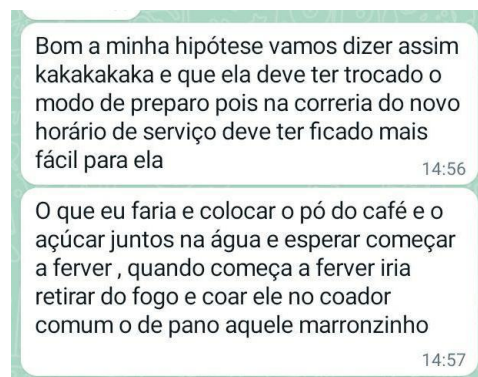 Bom a minha hipótese vamos dizer assim
kakakakaka e que ela deve ter trocado o
modo de preparo pois na correria do novo
horário de serviço deve ter ficado mais
fácil para ela
14:56
O que eu faria e colocar o pó do café e o
açúcar juntos na água e esperar começar
a ferver , quando começa a ferver iria
retirar do fogo e coar ele no coador
comum o de pano aquele marronzinho
14:57